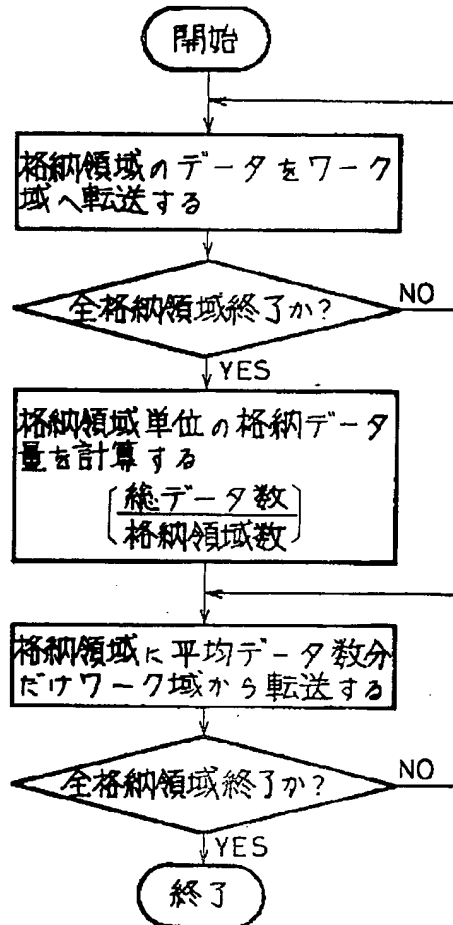 開始
格納領域のデータをワーク
域へ転送する
全格納領域終了か?
NO
YES
格納領域単位の格納データ
量を計算する
総データ数
格納領域数
格納領域に平均データ数分
だけワーク域から転送する
全格納領域終了か?
NO
YES
終了